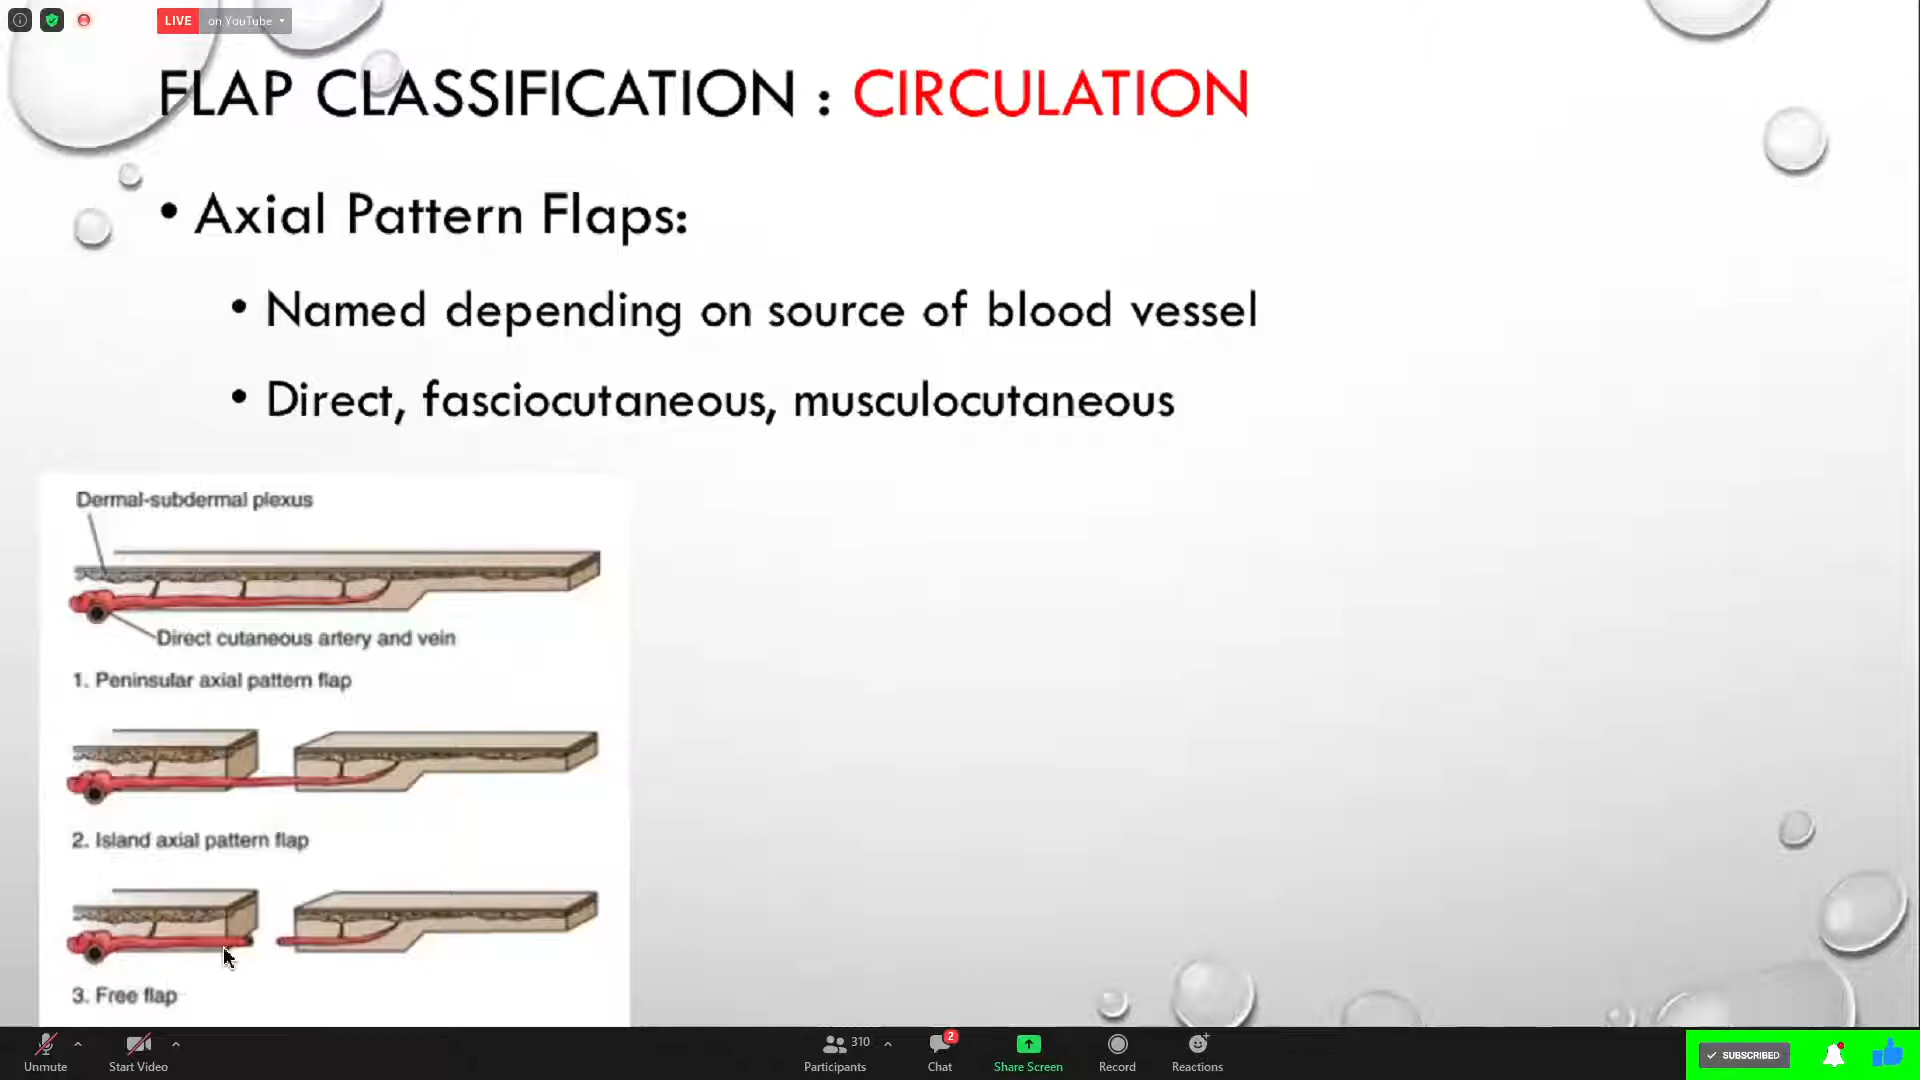 LIVE on YouTube
FLAP CLASSIFICATION : CIRCULATION
• Axial Pattern Flaps:
• Named depending on source of blood vessel
• Direct, fasciocutaneous, musculocutaneous
Dermal-subdermal plexus
Direct cutaneous artery and vein
1. Peninsular axial pattern flap
2. Island axial pattern flap
3. Free flap
Unmute
Start Video
310
Participants
2
Chat
Share Screen
Record
Reactions
SUBSCRIBED